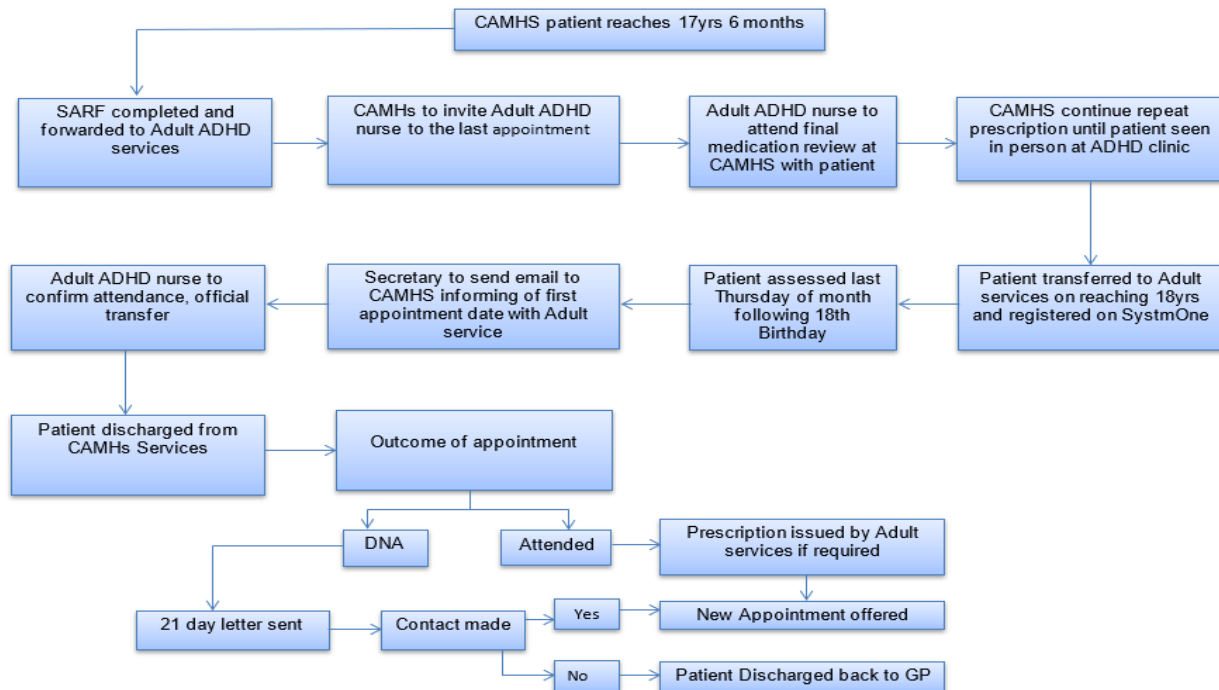 CAMHS patient reaches 17yrs 6 months
SARF completed and
forwarded to Adult ADHD
services
CAMHs to invite Adult ADHD
nurse to the last appointment
Adult ADHD nurse to
attend final
medication review at
CAMHS with patient
CAMHS continue repeat
prescription until patient seen
in person at ADHD clinic
Adult ADHD nurse to
confirm attendance, official
transfer
Secretary to send email to
CAMHS informing of first
appointment date with Adult
service
Patient assessed last
Thursday of month
following 18th
Birthday
Patient transferred to Adult
services on reaching 18yrs
and registered on SystmOne
Patient discharged from
CAMHs Services
Outcome of appointment
DNA
Attended
Prescription issued by Adult
services if required
21 day letter sent
Contact made
Yes
New Appointment offered
No
Patient Discharged back to GP